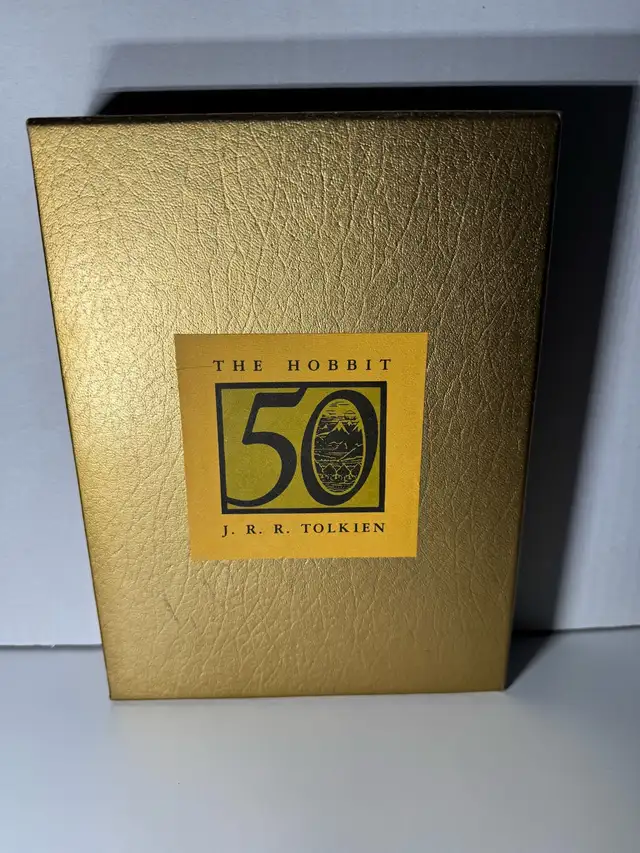 THE HOBBIT
50
J. R. R. TOLKIEN